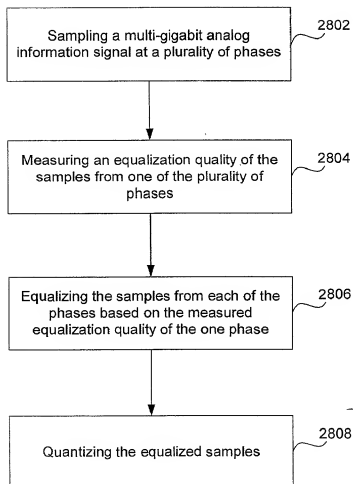 Sampling a multi-gigabit analog
information signal at a plurality of phases
2802
Measuring an equalization quality of the
samples from one of the plurality of
phases
2804
Equalizing the samples from each of the
phases based on the measured
equalization quality of the one phase
2806
Quantizing the equalized samples
2808